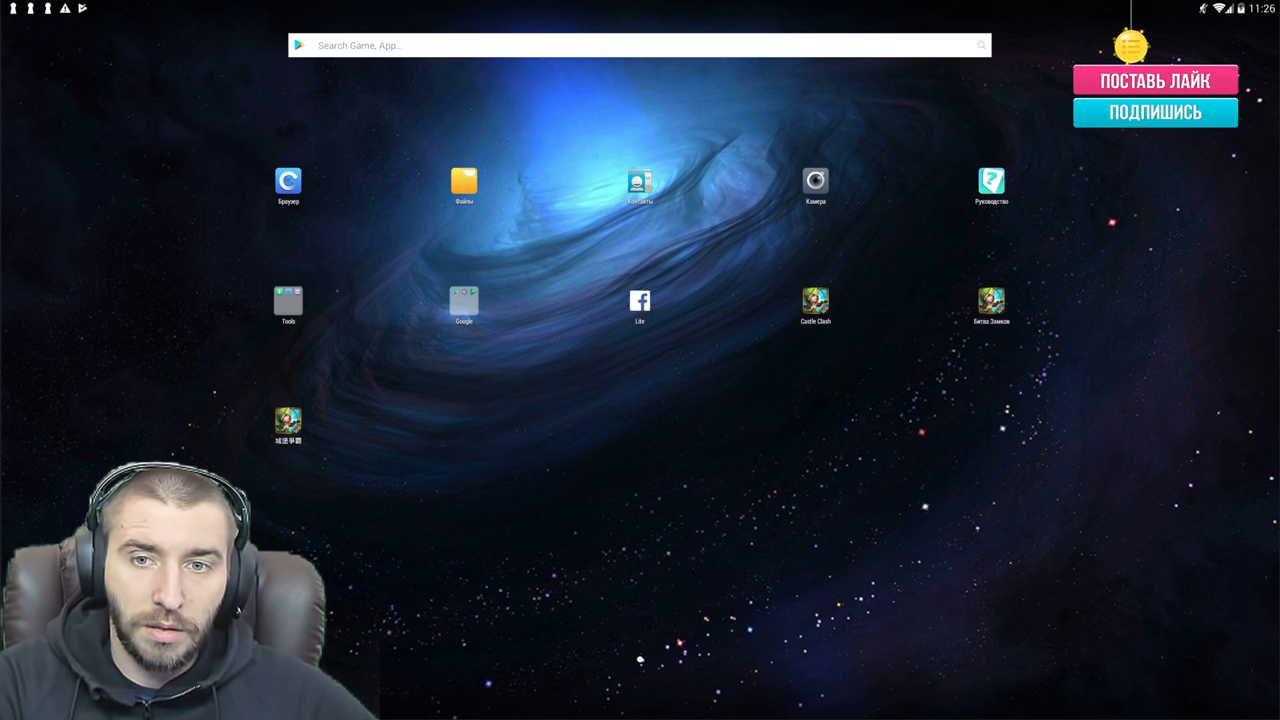 11:26
Search Game, App...
ПОСТАВЬ ЛАЙК
ПОДПИШИСЬ
Браузер
Файлы
Контакты
Камера
Руководство
Tools
Google
Lite
Castle Clash
Битва Замков
城堡爭霸